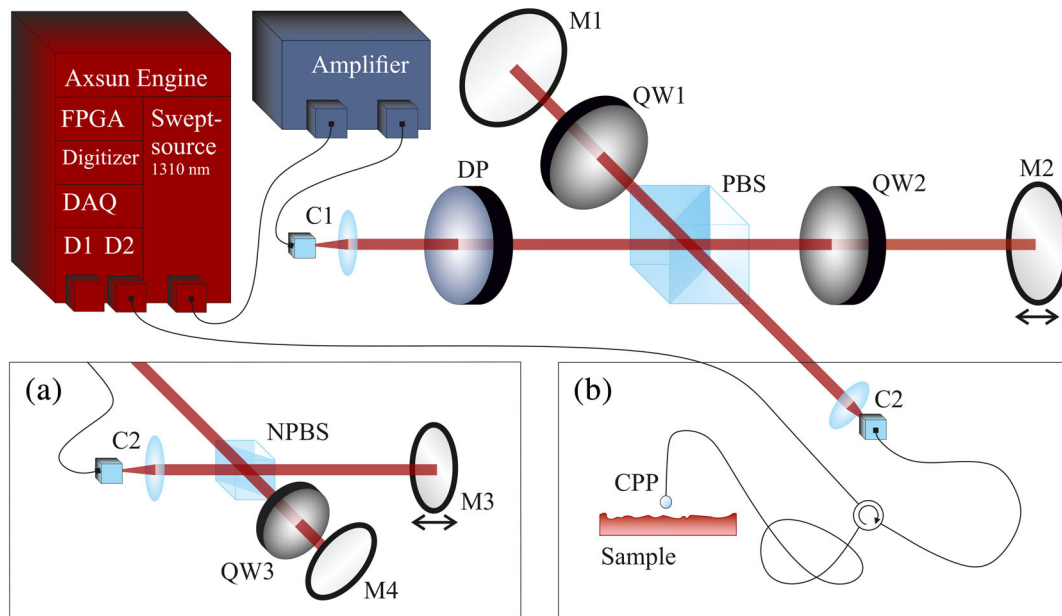 Axsun Engine
FPGA
Digitizer
DAQ
D1 D2
Swept-
source
1310 nm
Amplifier
M1
QW1
DP
C1
PBS
QW2
M2
(a)
C2
NPBS
QW3
M3
M4
(b)
C2
CPP
Sample